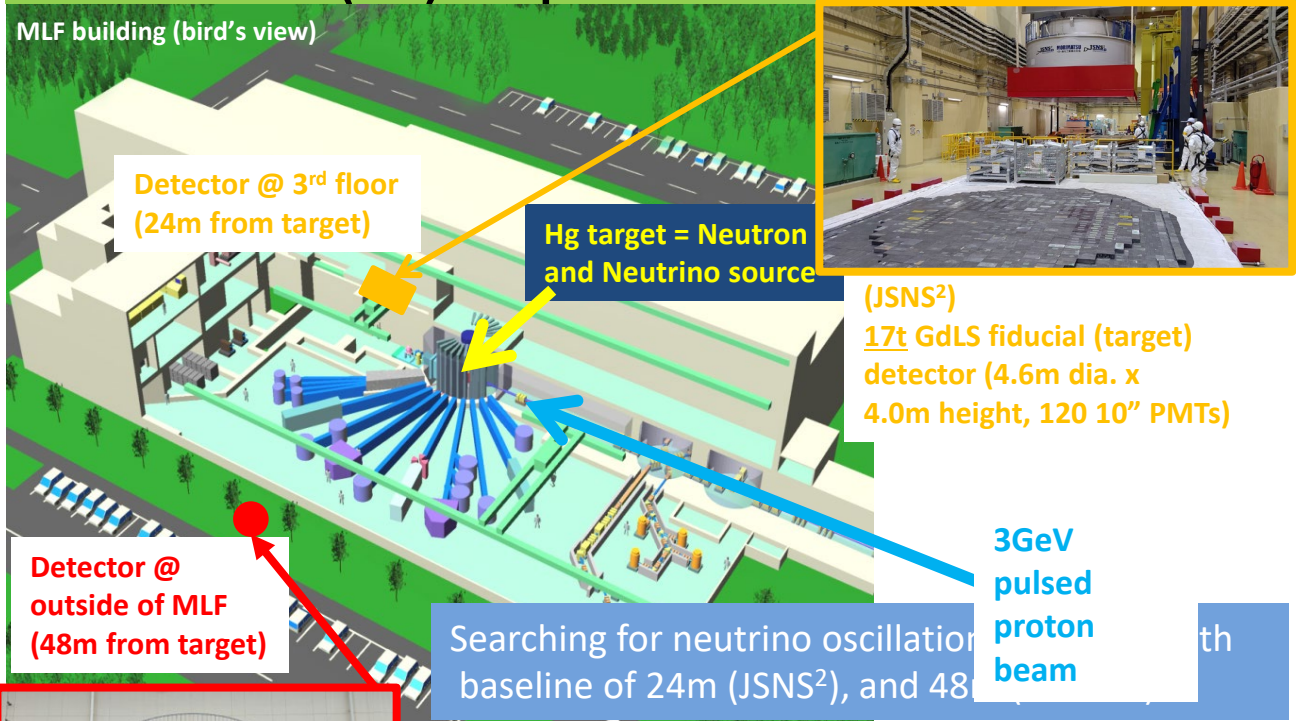 MLF building (bird's view)
Detector @ 3rd floor
(24m from target)
Hg target = Neutron
and Neutrino source
(JSNS²)
17t GdLS fiducial (target)
detector (4.6m dia. x
4.0m height, 120 10” PMTs)
3GeV
pulsed
proton
beam
Detector @
outside of MLF
(48m from target)
Searching for neutrino oscillation
baseline of 24m (JSNS²), and